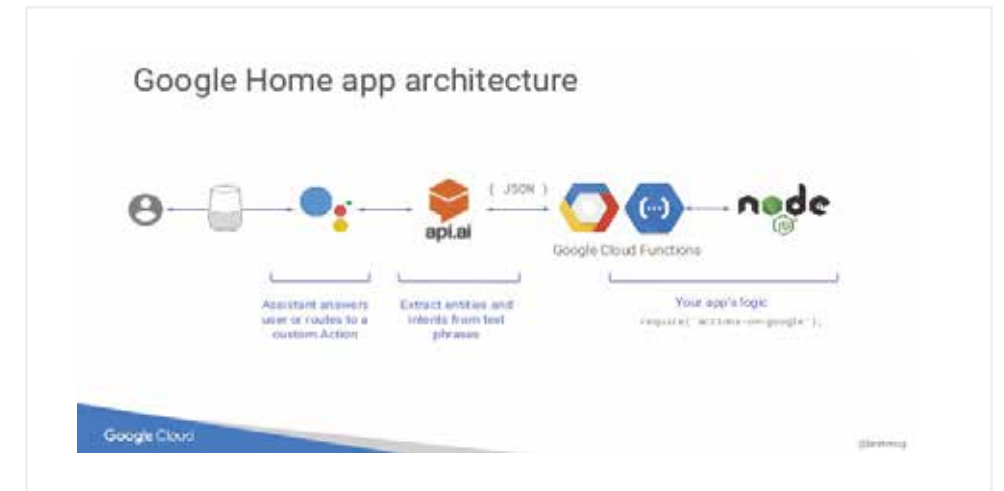 Google Home app architecture
{ JSON }
node
JS
api.ai
Google Cloud Functions
Assistant answers
user or routes to a
custom Action
Extract entities and
intents from text
phrases
Your app's logic
require('actions-on-google');
Google Cloud